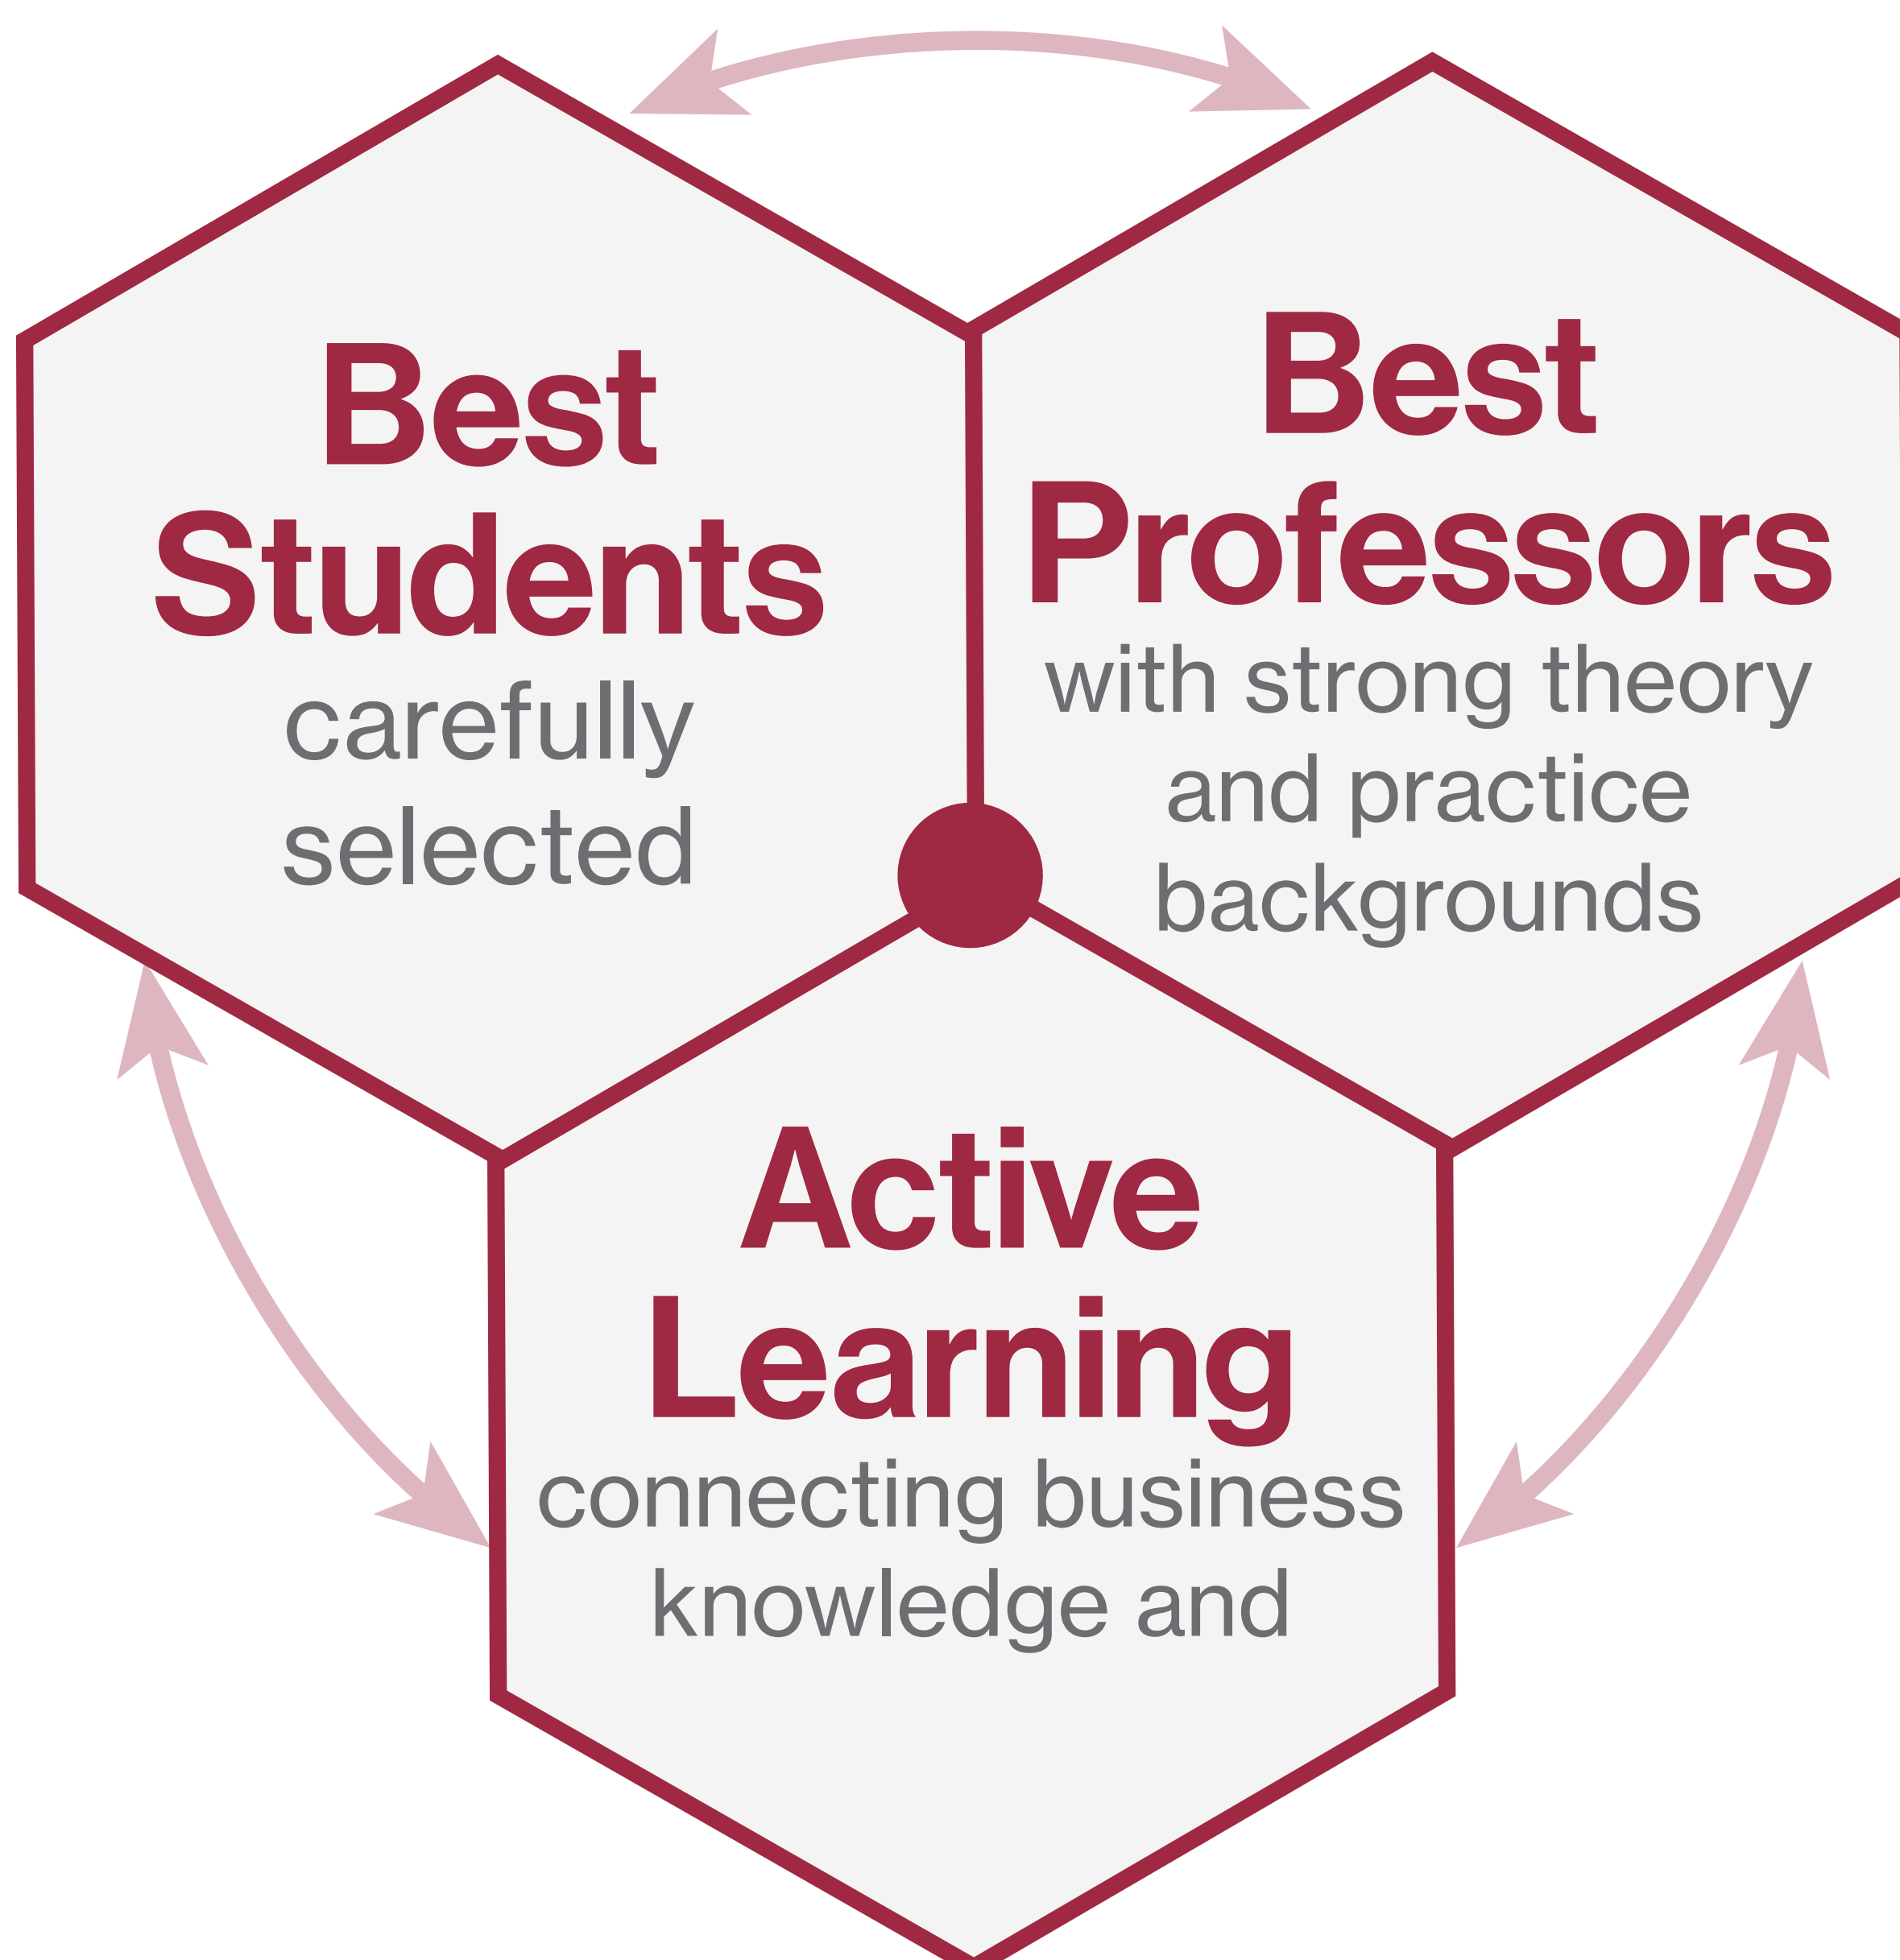 Best
Students
carefully
selected
Best
Professors
with strong theory
and practice
backgrounds
Active
Learning
connecting business
knowledge and